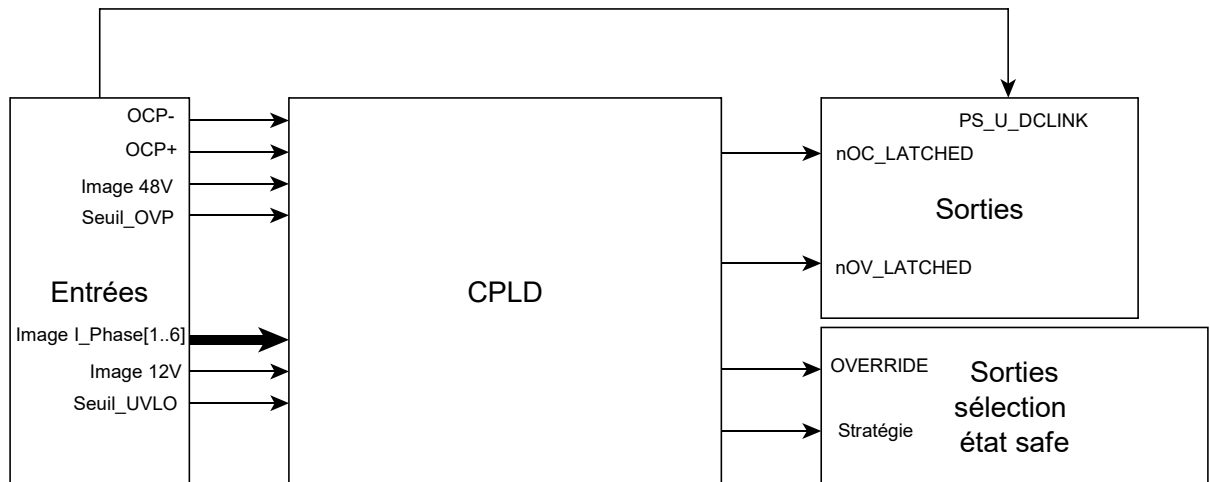 OCP-
OCP+
Image 48V
Seuil_OVP
Entrées
Image I_Phase[1..6]
Image 12V
Seuil_UVLO
CPLD
PS_U_DCLINK
nOC_LATCHED
Sorties
nOV_LATCHED
OVERRIDE
Stratégie
Sorties
sélection
état safe